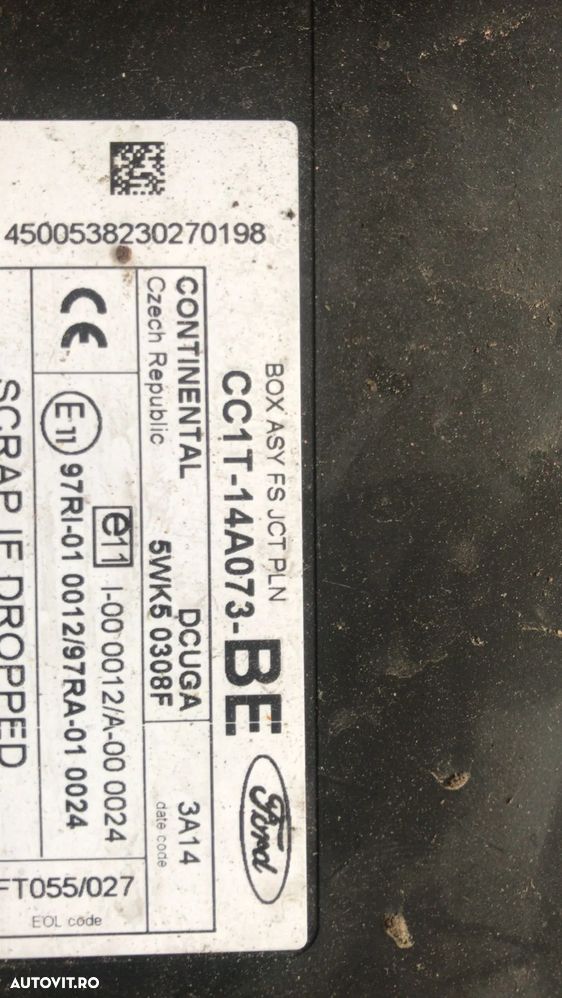 4500538230270198
BOX ASY FS JCT PLN
CC1T-14A073-BE
Ford
CONTINENTAL DCUGA
Czech Republic 5WK5 0308F
3A14
date code
CE
e11 I-00 0012/A-00 0024
E11 97RI-01 0012/97RA-01 0024
FT055/027
EOL code
SCRAP IF DROPPED
AUTOVIT.RO